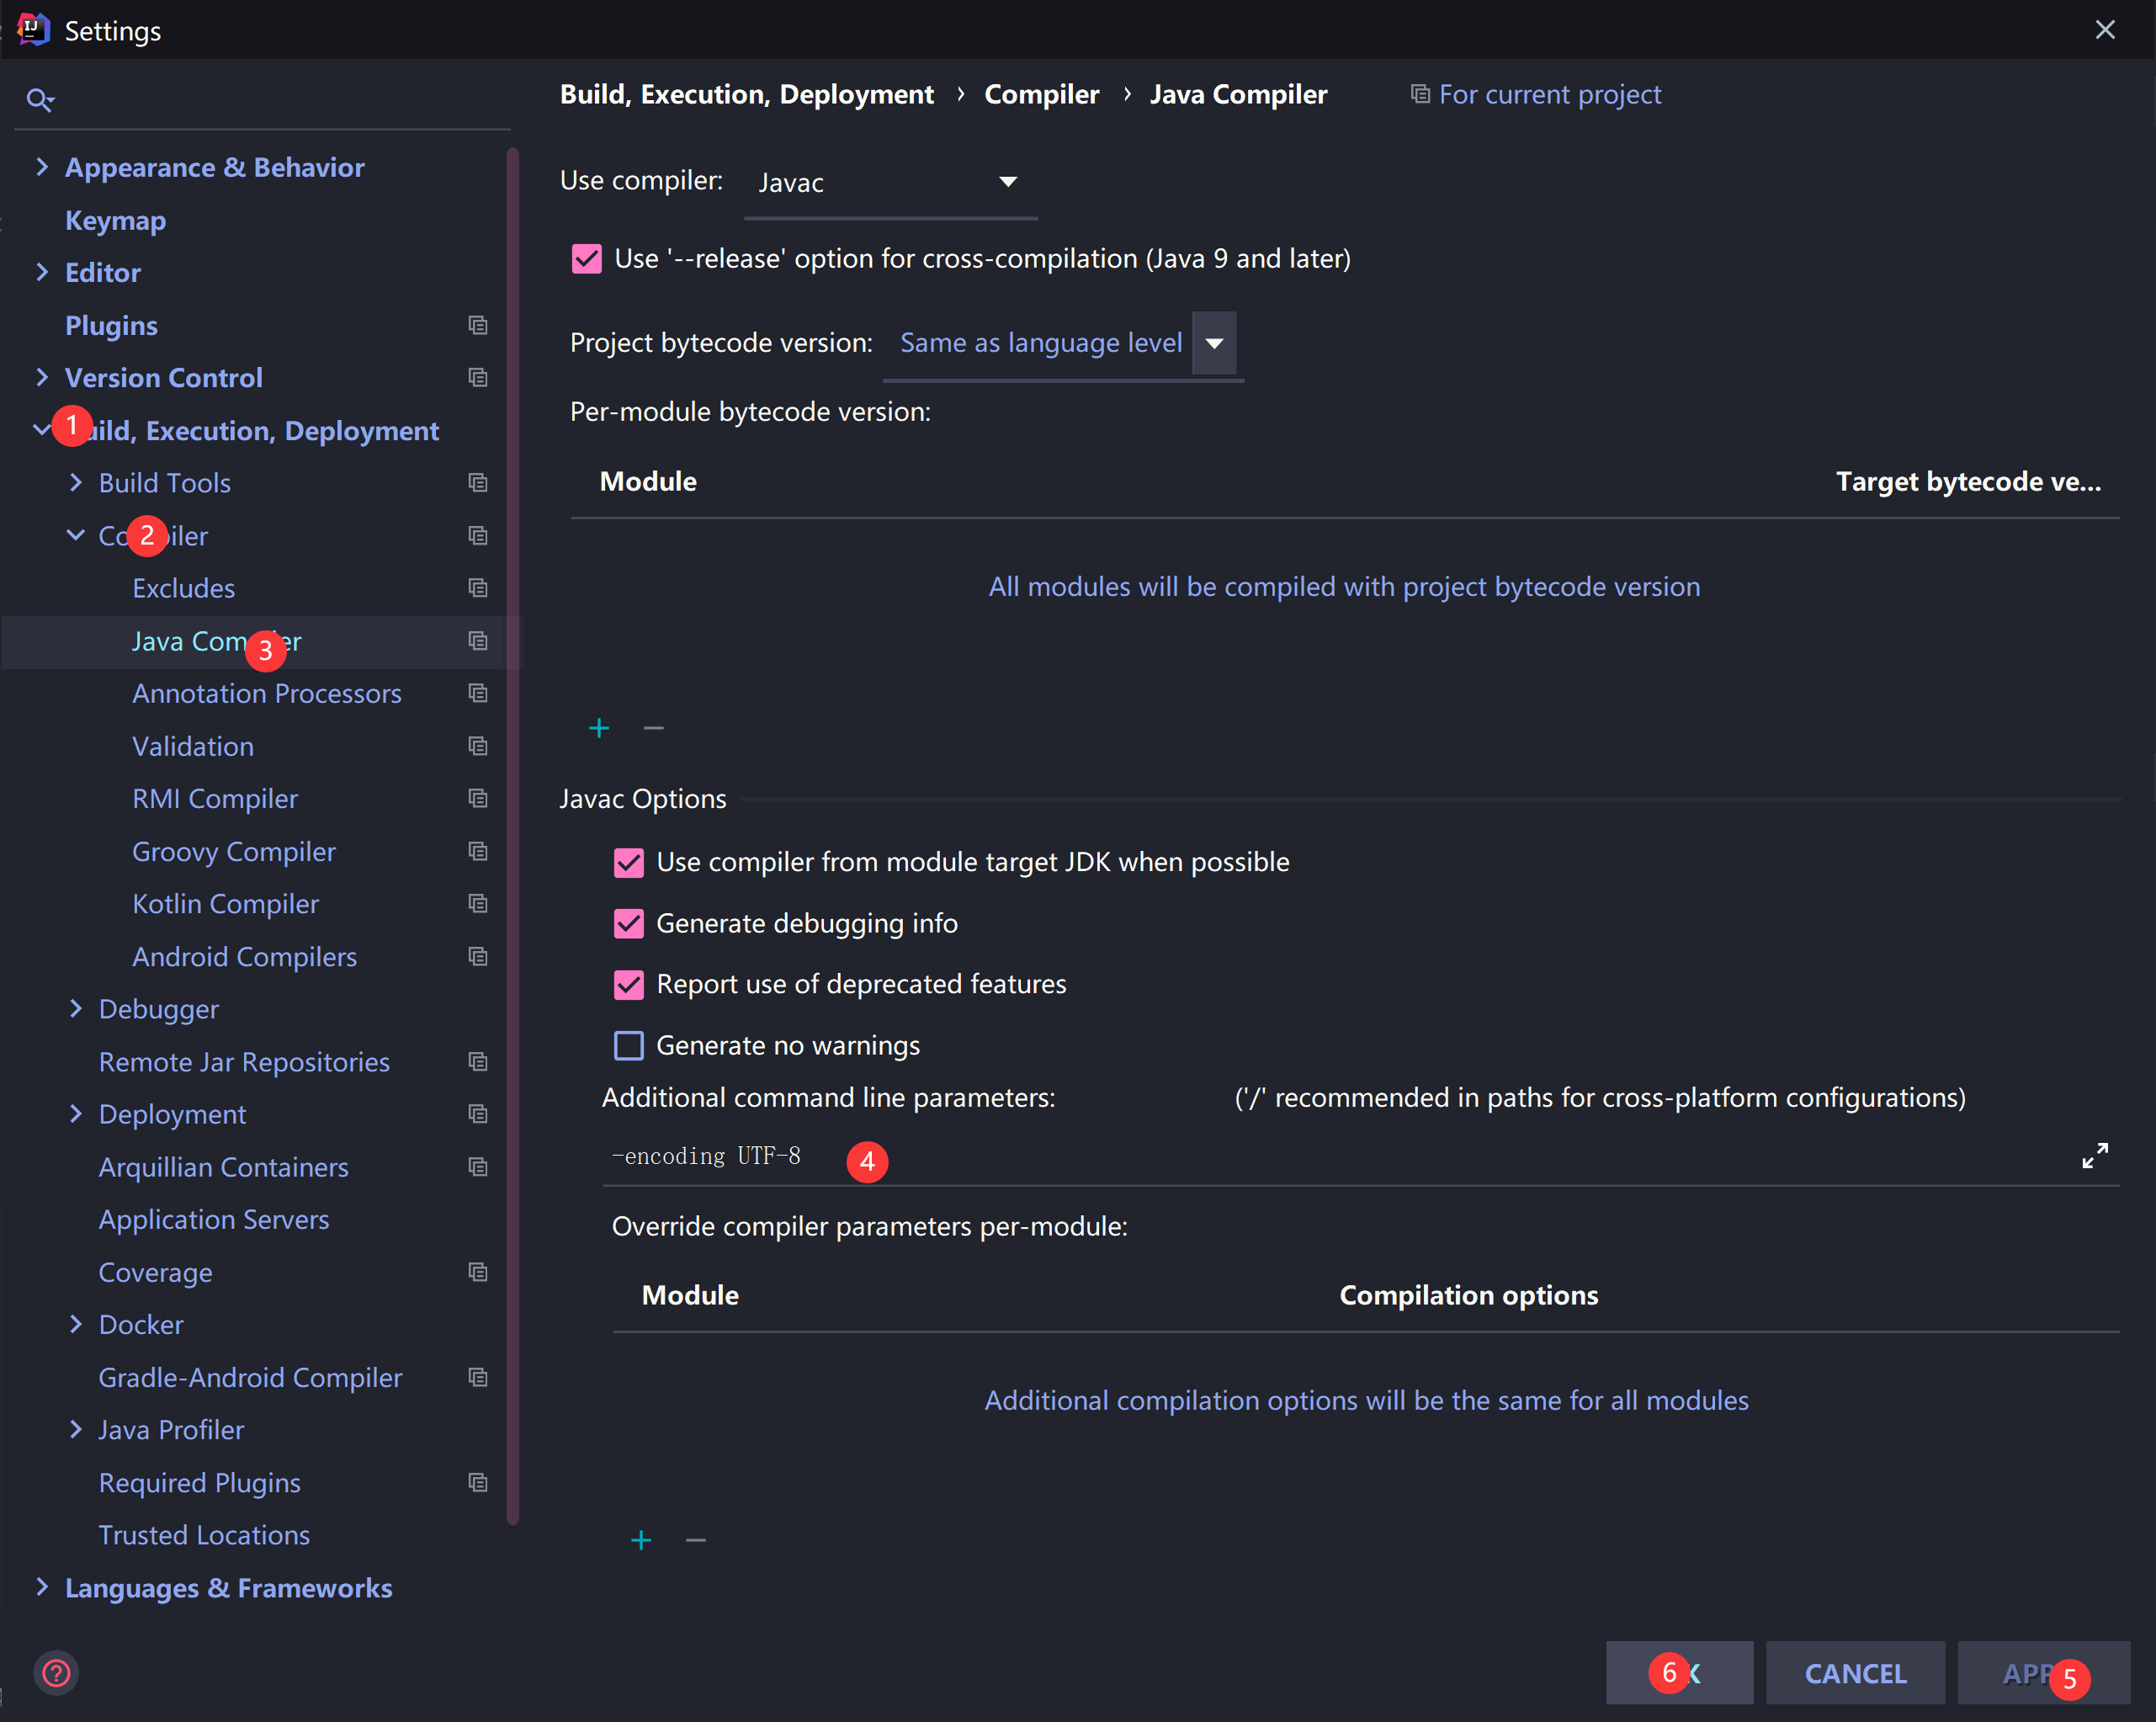 Settings
Appearance & Behavior
Keymap
Editor
Plugins
Version Control
1 ild, Execution, Deployment
Build Tools
Co 2 iler
Excludes
Java Com 3 er
Annotation Processors
Validation
RMI Compiler
Groovy Compiler
Kotlin Compiler
Android Compilers
Debugger
Remote Jar Repositories
Deployment
Arquillian Containers
Application Servers
Coverage
Docker
Gradle-Android Compiler
Java Profiler
Required Plugins
Trusted Locations
Languages & Frameworks
Build, Execution, Deployment › Compiler › Java Compiler For current project
Use compiler: Javac
Use '--release' option for cross-compilation (Java 9 and later)
Project bytecode version: Same as language level
Per-module bytecode version:
Module Target bytecode ve...
All modules will be compiled with project bytecode version
+ −
Javac Options
Use compiler from module target JDK when possible
Generate debugging info
Report use of deprecated features
Generate no warnings
Additional command line parameters: ('/' recommended in paths for cross-platform configurations)
-encoding UTF-8 4
Override compiler parameters per-module:
Module Compilation options
Additional compilation options will be the same for all modules
+ −
? 6 K CANCEL APP 5